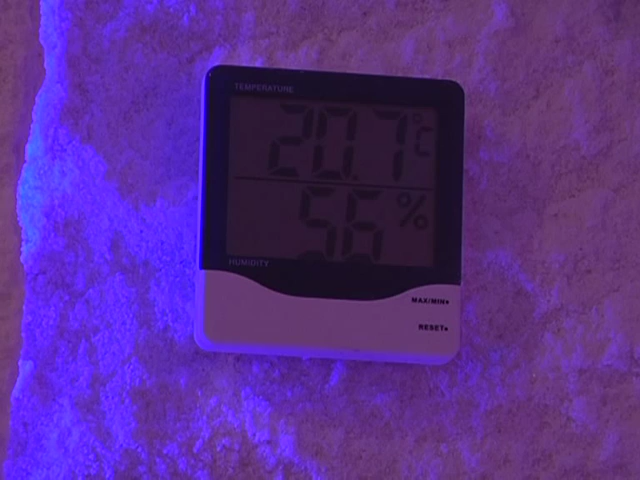 TEMPERATURE
20.7°C
56%
HUMIDITY
MAX/MIN▸
RESET▸